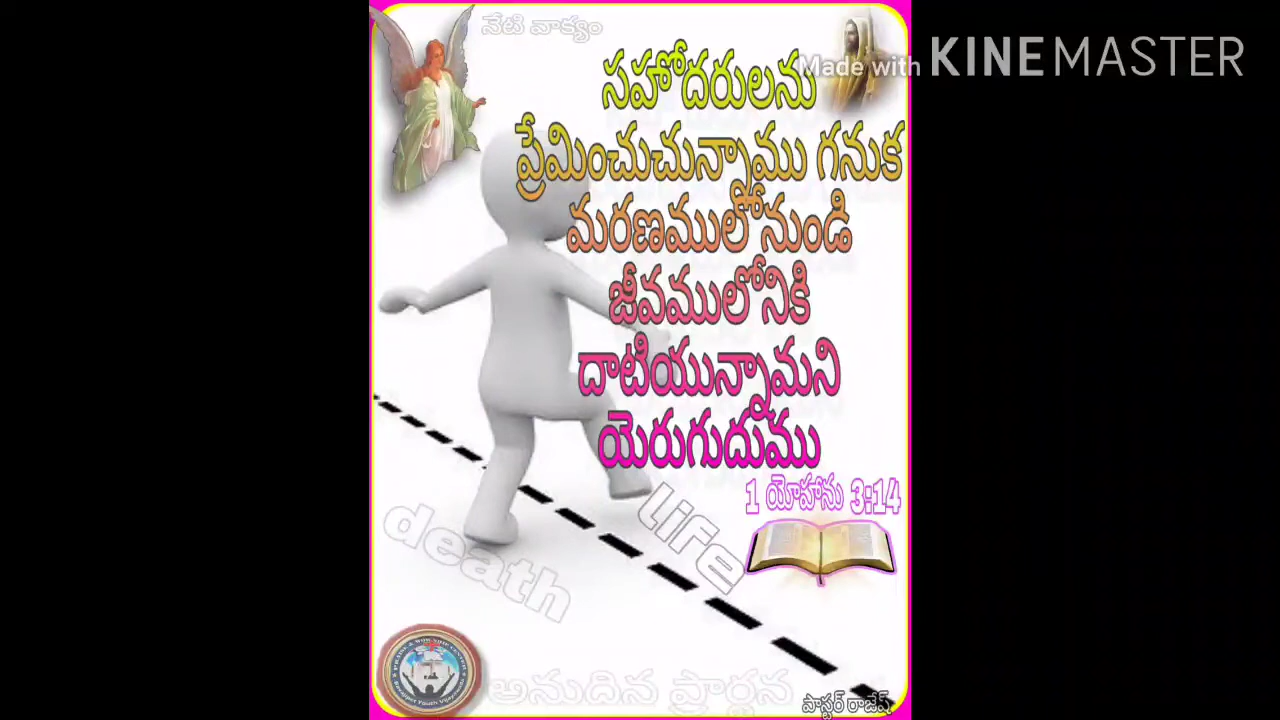 నేటి వాక్యం
Made with KINEMASTER
సహోదరులను
ప్రేమించుచున్నాము గనుక
మరణములోనుండి
జీవములోనికి
దాటియున్నామని
యెరుగుదుము
1 యోహాను 3:14
life
death
అనుదిన ప్రార్థన
పాస్టర్ రాజేష్